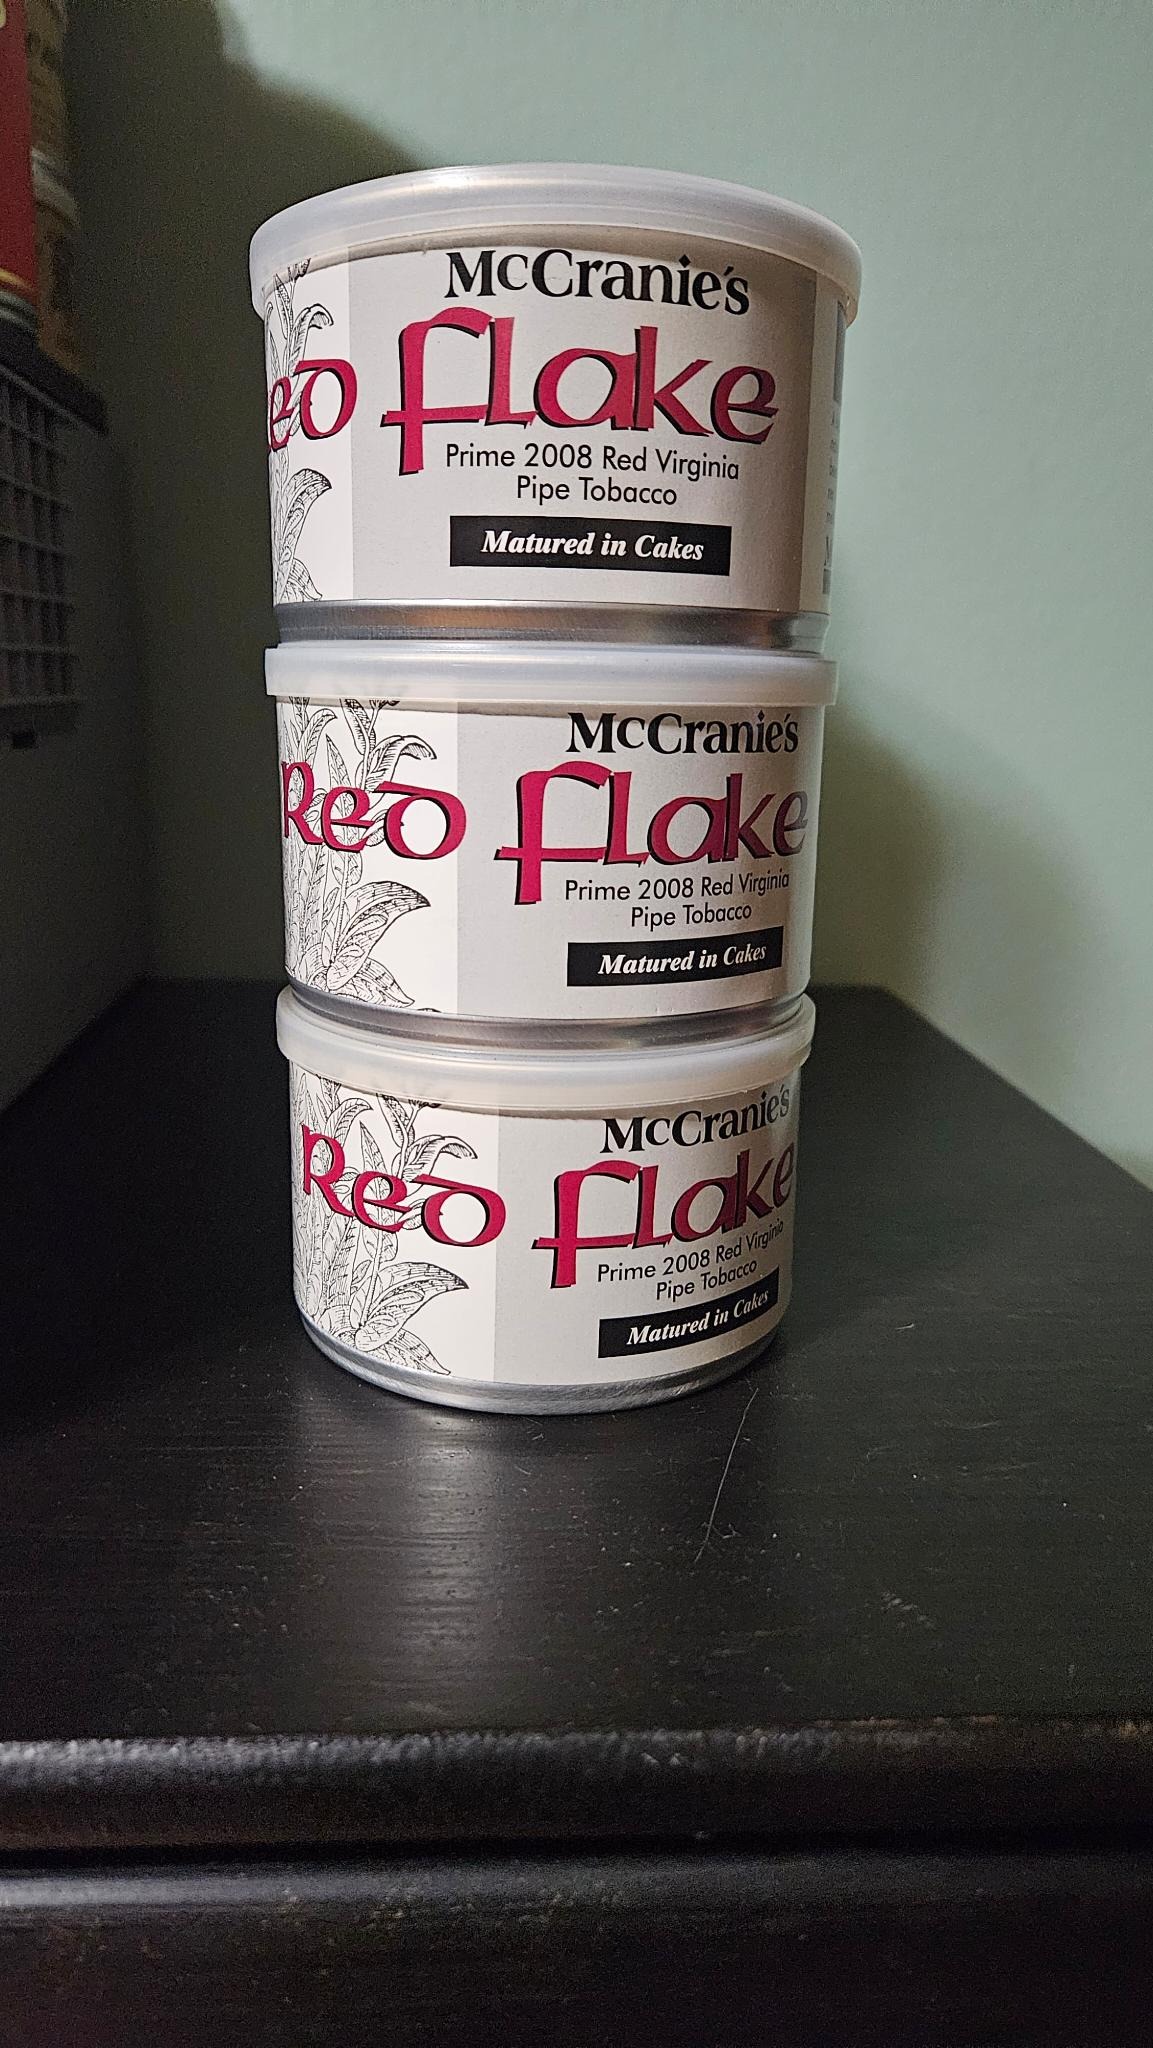 McCranie's
ed Flake
Prime 2008 Red Virginia
Pipe Tobacco
Matured in Cakes
McCranie's
Red Flake
Prime 2008 Red Virginia
Pipe Tobacco
Matured in Cakes
McCranie's
Red Flake
Prime 2008 Red Virginia
Pipe Tobacco
Matured in Cakes